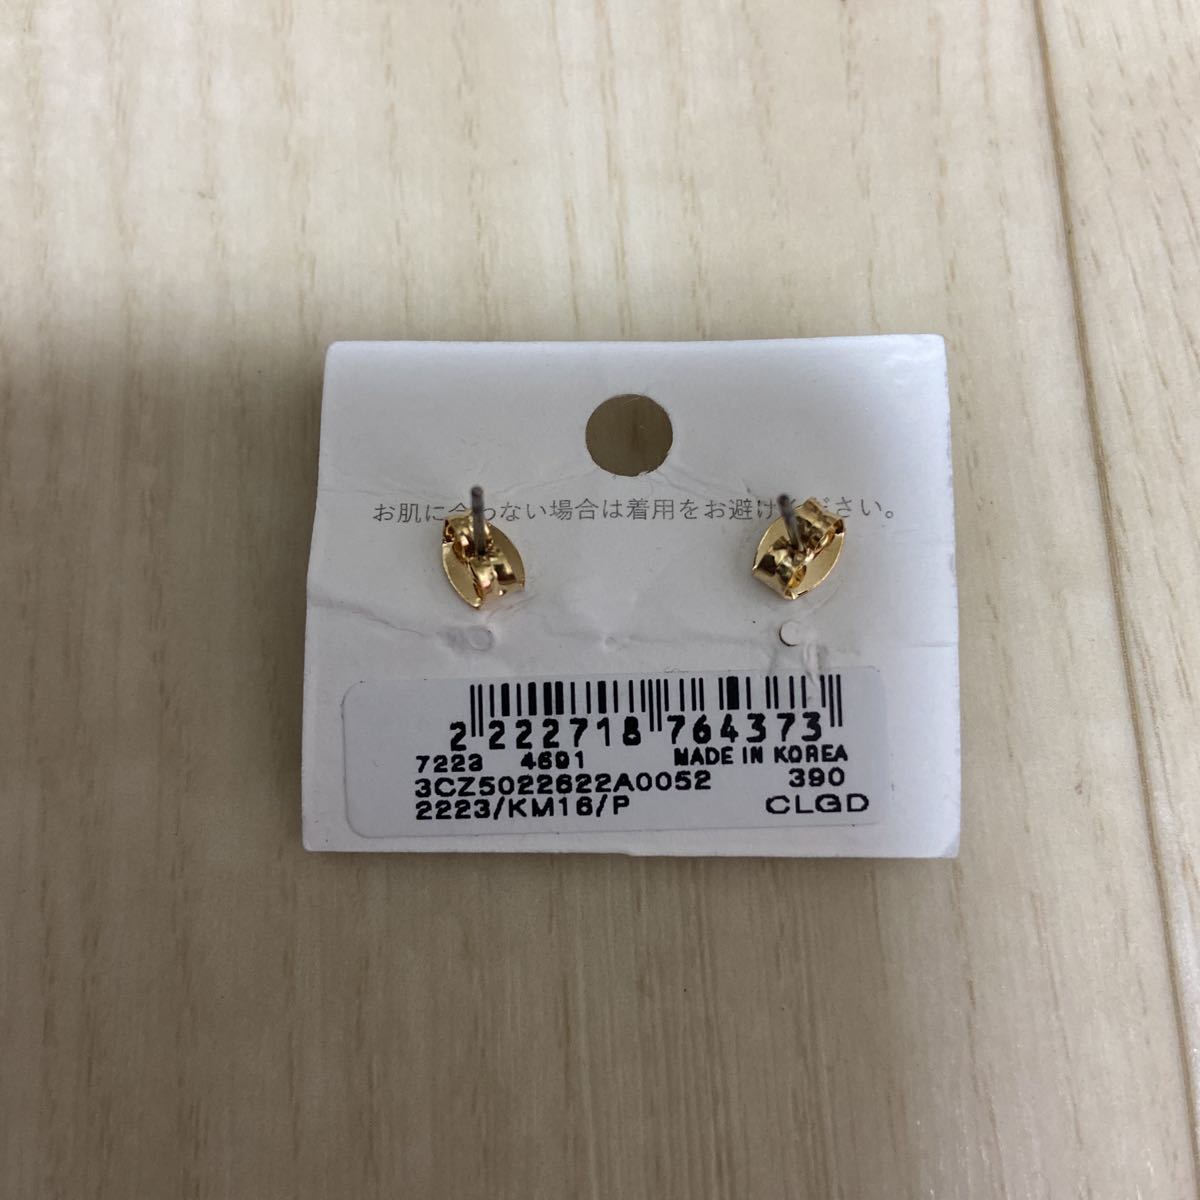 お肌に合わない場合は着用をお避けください。
2 222718 764373
7223 4691 MADE IN KOREA
3CZ5022622A0052 390
2223/KM16/P CLGD